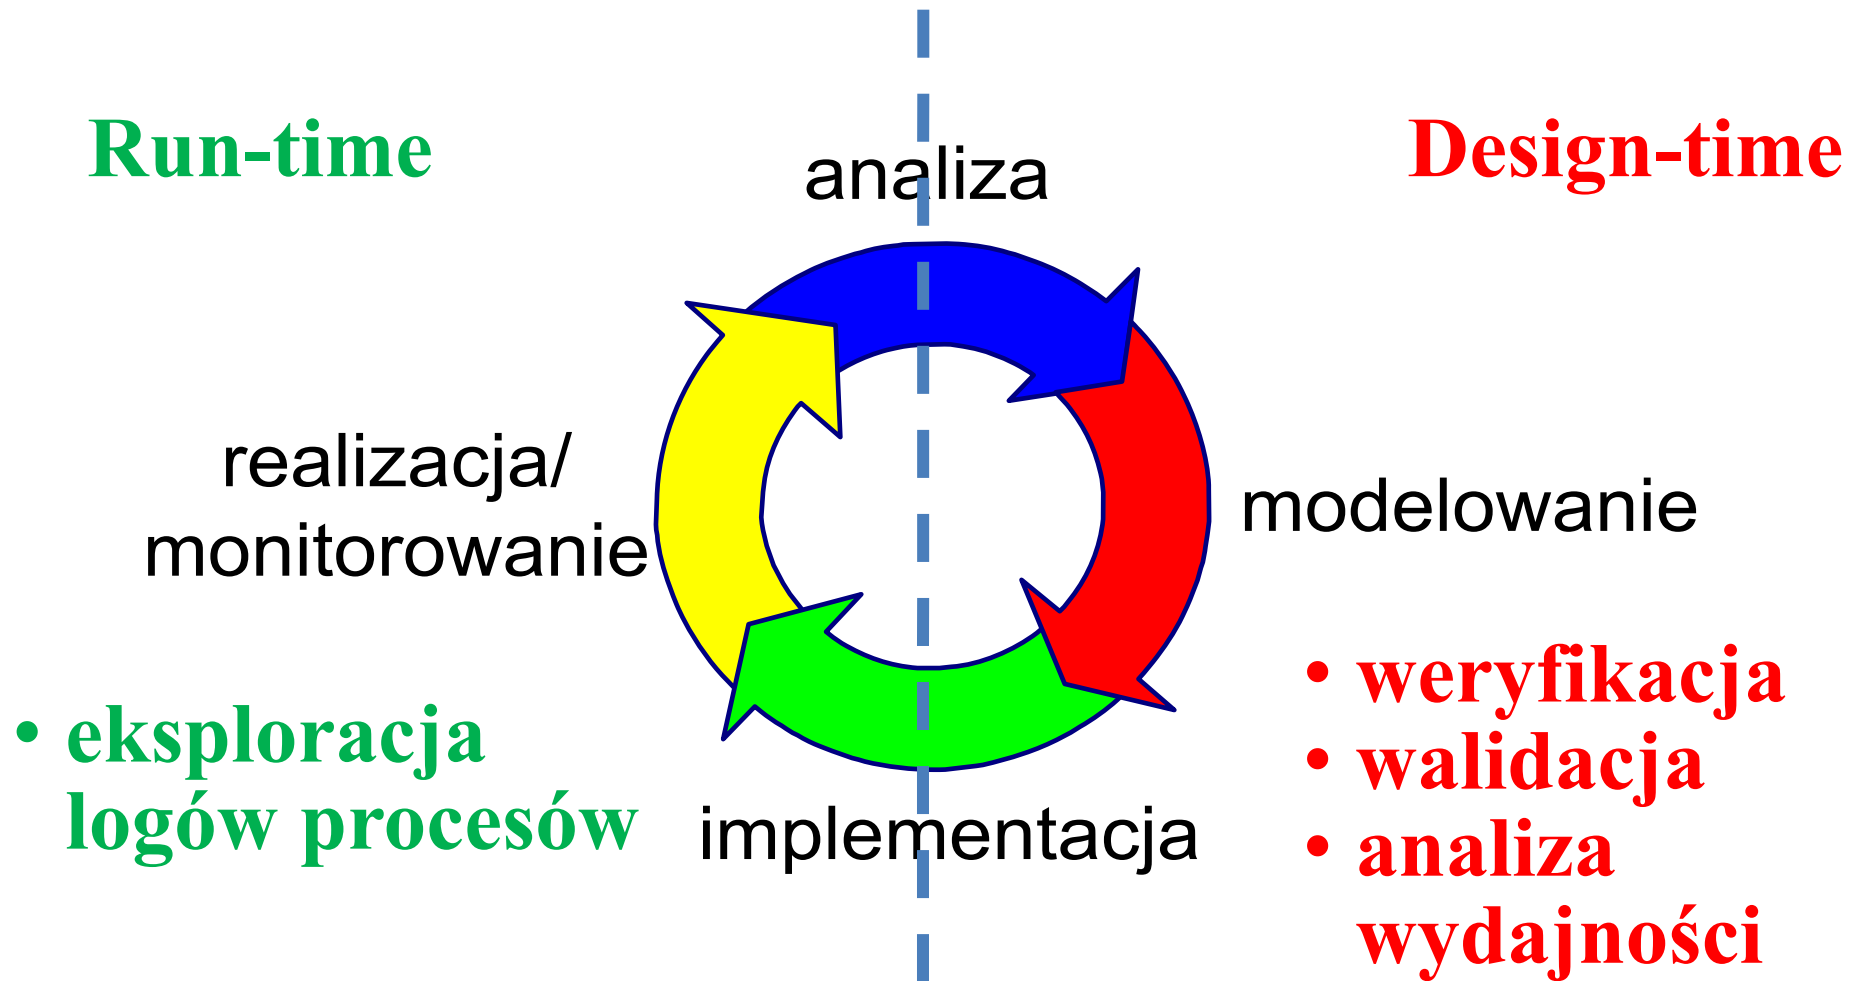 Run-time
Design-time
analiza
realizacja/
monitorowanie
modelowanie
• eksploracja
logów procesów
implementacja
• weryfikacja
• walidacja
• analiza
wydajności